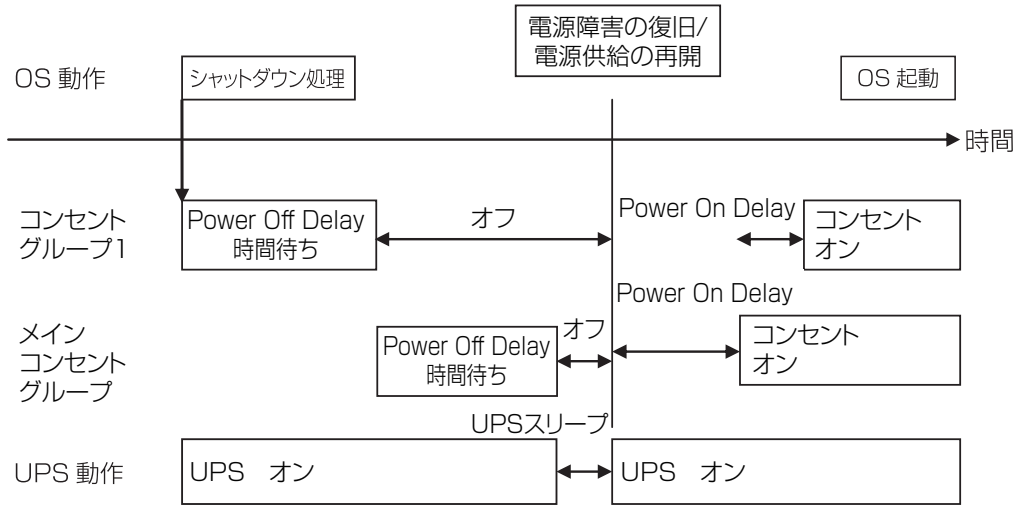 電源障害の復旧/
電源供給の再開
OS 動作
シャットダウン処理
OS 起動
時間
コンセント
グループ1
Power Off Delay
時間待ち
オフ
Power On Delay
コンセント
オン
Power On Delay
メイン
コンセント
グループ
Power Off Delay
時間待ち
オフ
コンセント
オン
UPSスリープ
UPS 動作
UPS オン
UPS オン